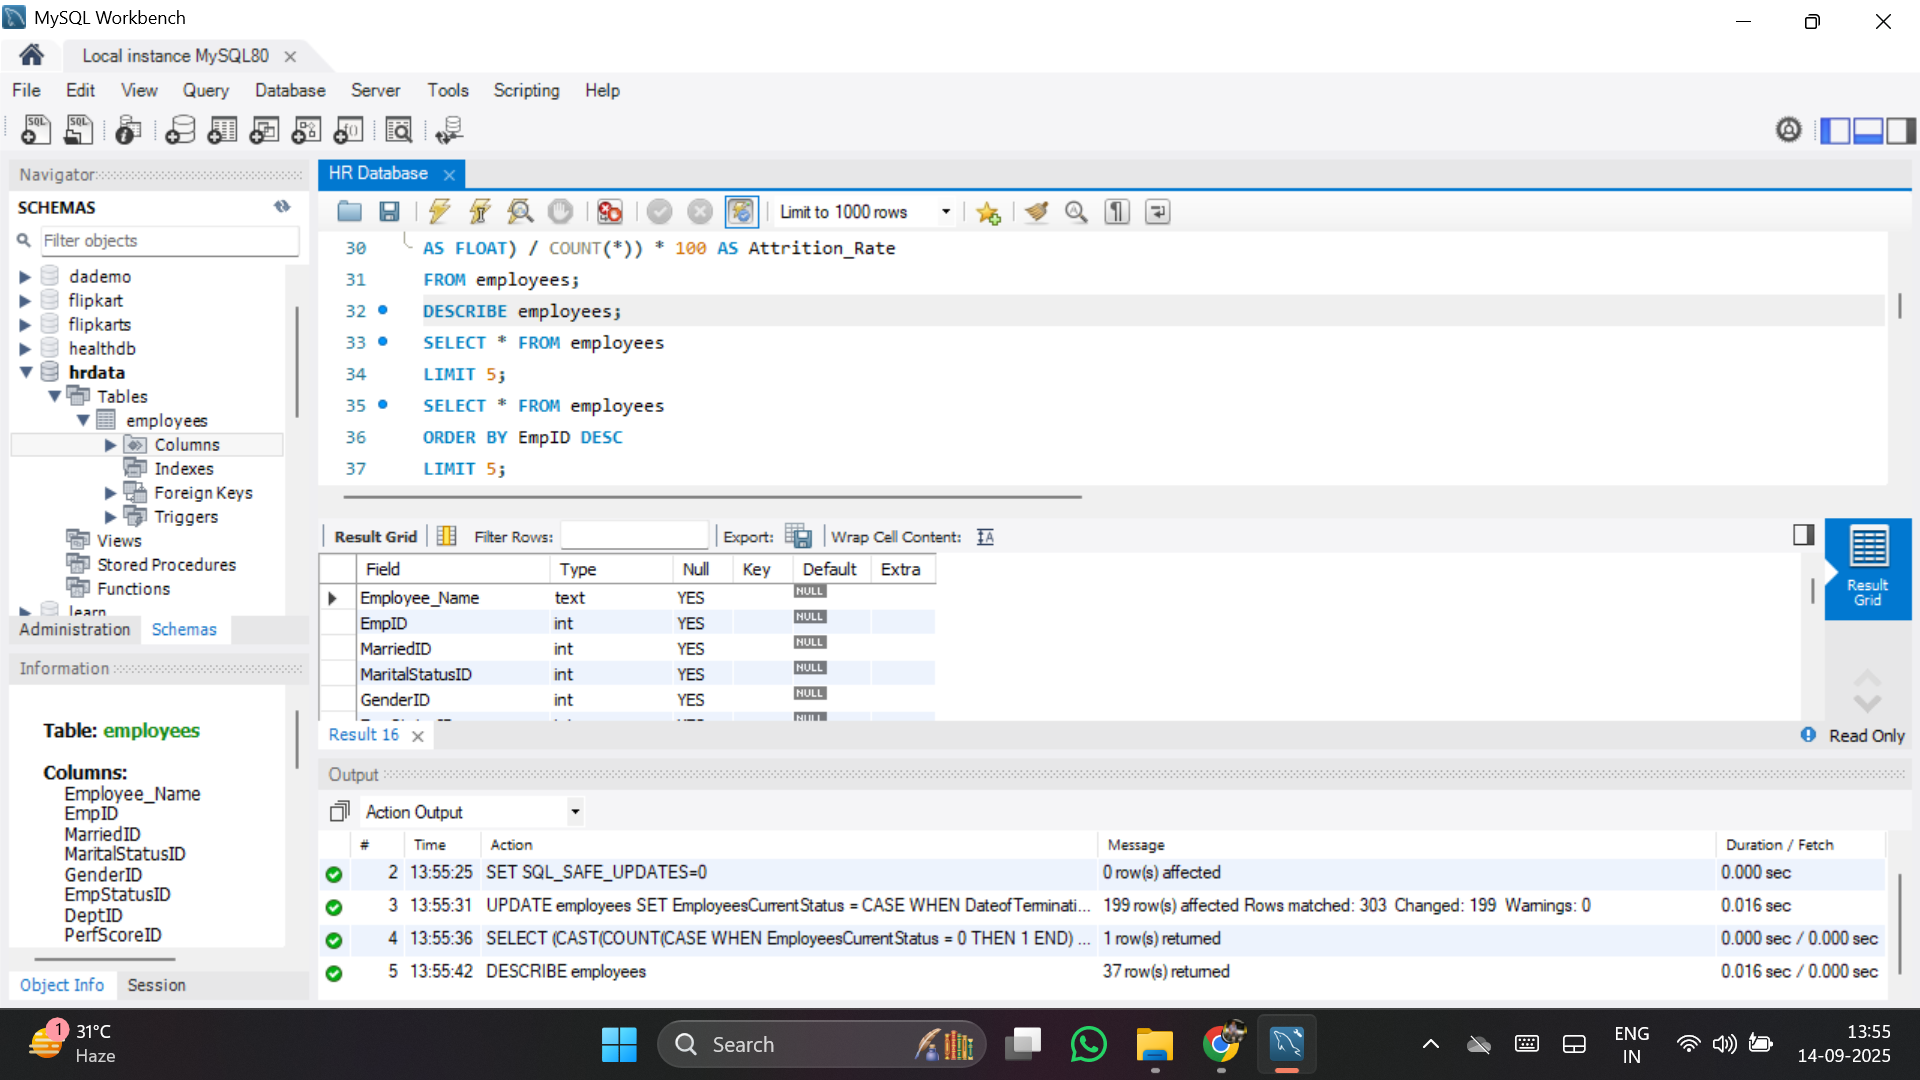 MySQL Workbench
Local instance MySQL80
File Edit View Query Database Server Tools Scripting Help
Navigator
SCHEMAS
Filter objects
dademo
flipkart
flipkarts
healthdb
hrdata
Tables
employees
Columns
Indexes
Foreign Keys
Triggers
Views
Stored Procedures
Functions
learn
Administration Schemas
Information
Table: employees
Columns:
Employee_Name
EmpID
MarriedID
MaritalStatusID
GenderID
EmpStatusID
DeptID
PerfScoreID
Object Info Session
HR Database
Limit to 1000 rows
30 AS FLOAT) / COUNT(*)) * 100 AS Attrition_Rate
31 FROM employees;
32 DESCRIBE employees;
33 SELECT * FROM employees
34 LIMIT 5;
35 SELECT * FROM employees
36 ORDER BY EmpID DESC
37 LIMIT 5;
Result Grid Filter Rows: Export: Wrap Cell Content:
Field Type Null Key Default Extra
Employee_Name text YES NULL
EmpID int YES NULL
MarriedID int YES NULL
MaritalStatusID int YES NULL
GenderID int YES NULL
Result Grid
Result 16
Read Only
Output
Action Output
# Time Action Message Duration / Fetch
2 13:55:25 SET SQL_SAFE_UPDATES=0 0 row(s) affected 0.000 sec
3 13:55:31 UPDATE employees SET EmployeesCurrentStatus = CASE WHEN DateofTerminati... 199 row(s) affected Rows matched: 303 Changed: 199 Warnings: 0 0.016 sec
4 13:55:36 SELECT (CAST(COUNT(CASE WHEN EmployeesCurrentStatus = 0 THEN 1 END) ... 1 row(s) returned 0.000 sec / 0.000 sec
5 13:55:42 DESCRIBE employees 37 row(s) returned 0.016 sec / 0.000 sec
1
31°C
Haze
Search
ENG
IN
13:55
14-09-2025